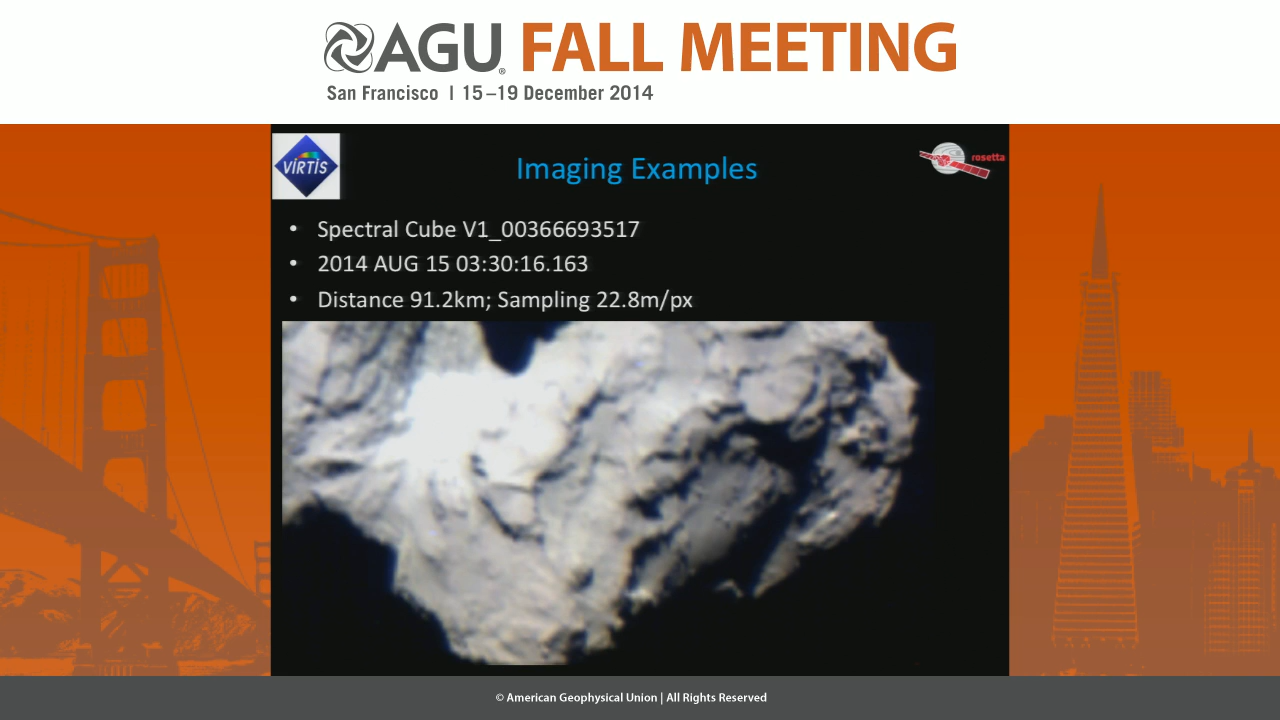 AGU® FALL MEETING
San Francisco | 15–19 December 2014
VIRTIS
rosetta
Imaging Examples
• Spectral Cube V1_00366693517
• 2014 AUG 15 03:30:16.163
• Distance 91.2km; Sampling 22.8m/px
© American Geophysical Union | All Rights Reserved